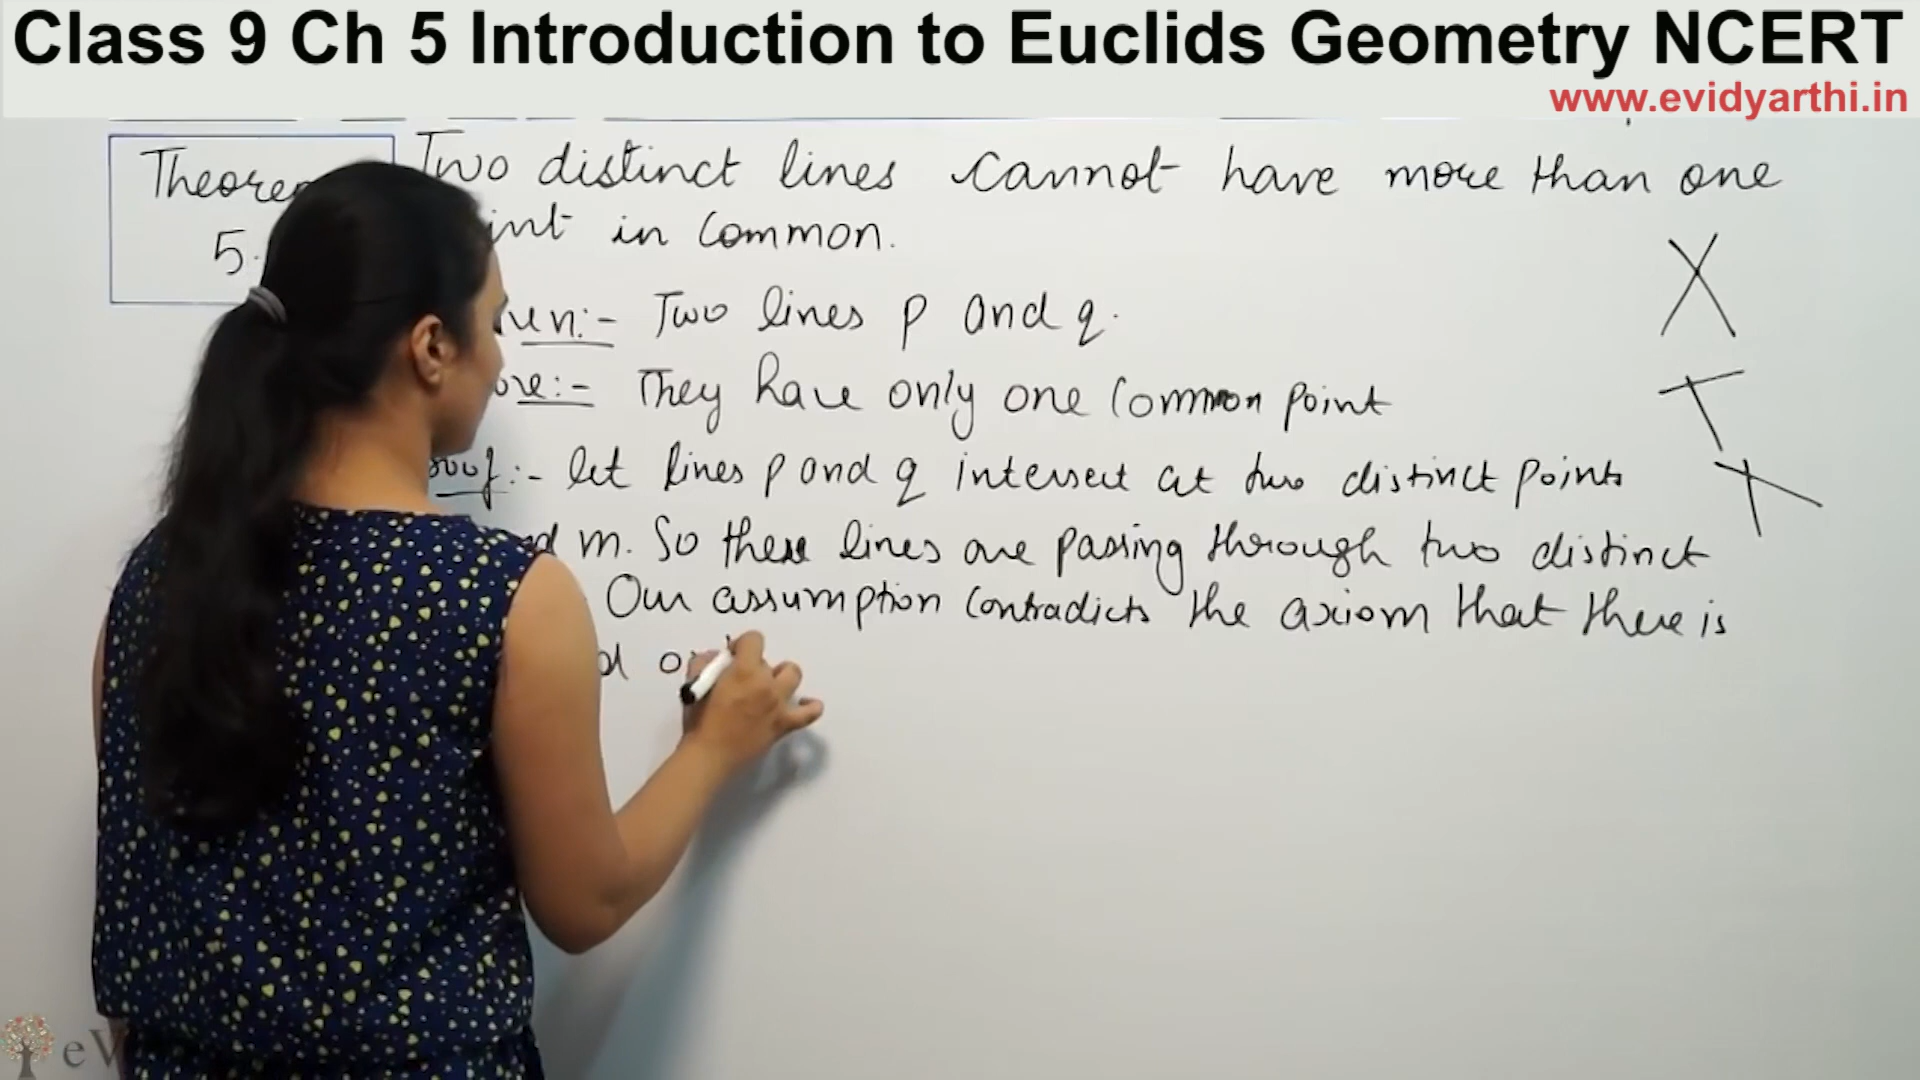 Class 9 Ch 5 Introduction to Euclids Geometry NCERT
www.evidyarthi.in
Two distinct lines cannot have more than one
5.
in common.
Two lines p and q.
They have only one common point
let lines p and q intersect at two distinct points
m. So these lines are passing through two distinct
Our assumption contradicts the axiom that there is